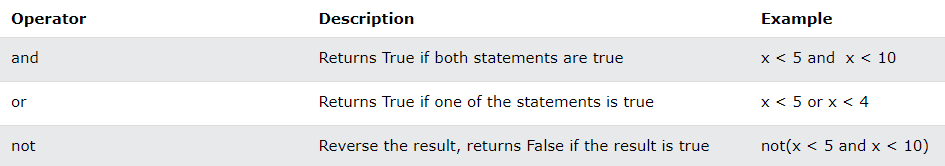 Operator Description Example
and Returns True if both statements are true x < 5 and  x < 10
or Returns True if one of the statements is true x < 5 or x < 4
not Reverse the result, returns False if the result is true not(x < 5 and x < 10)